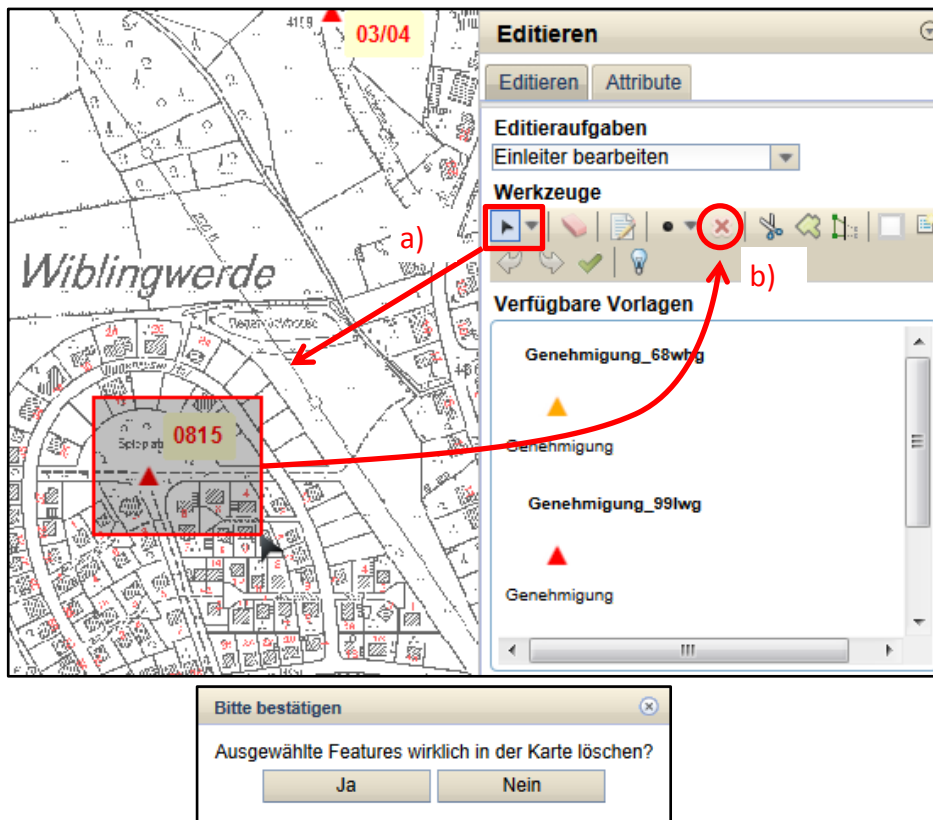 4109
03/04
Editieren
Editieren
Attribute
Editieraufgaben
Einleiter bearbeiten
Werkzeuge
a)
b)
Wiblingwerde
Verfügbare Vorlagen
Genehmigung_68whg
Genehmigung
0815
Genehmigung_99lwg
Genehmigung
Bitte bestätigen
Ausgewählte Features wirklich in der Karte löschen?
Ja
Nein